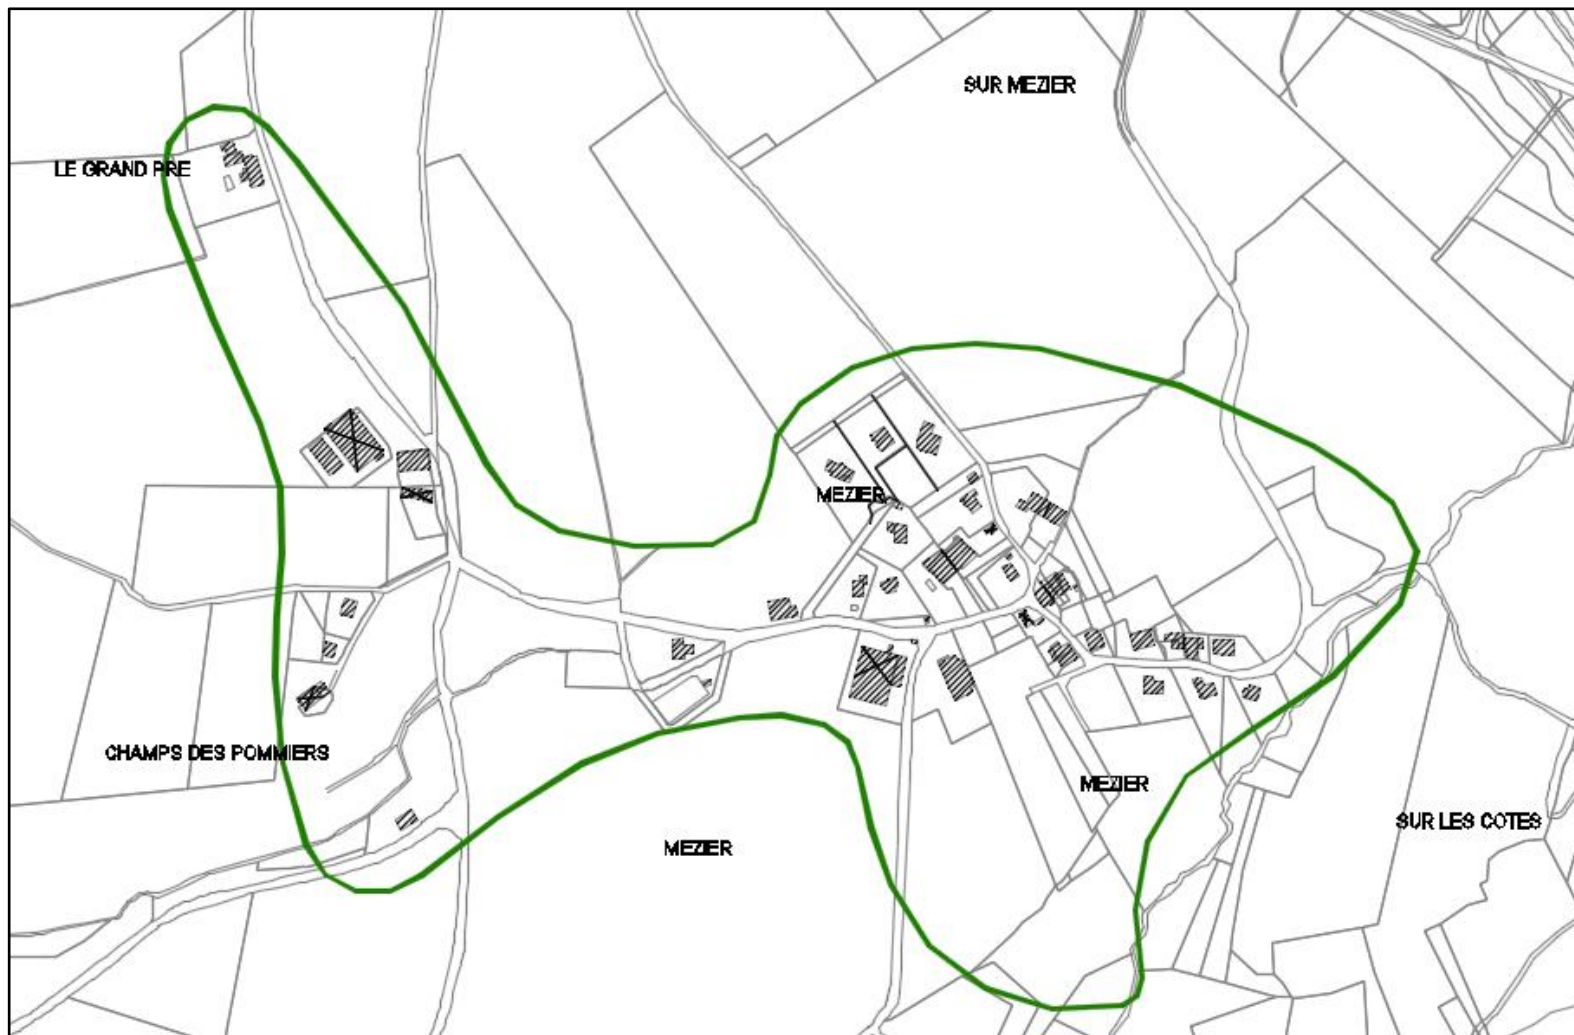 SUR MEZIER
LE GRAND PRE
MEZIER
CHAMPS DES POMMIERS
MEZIER
SUR LES COTES
MEZIER